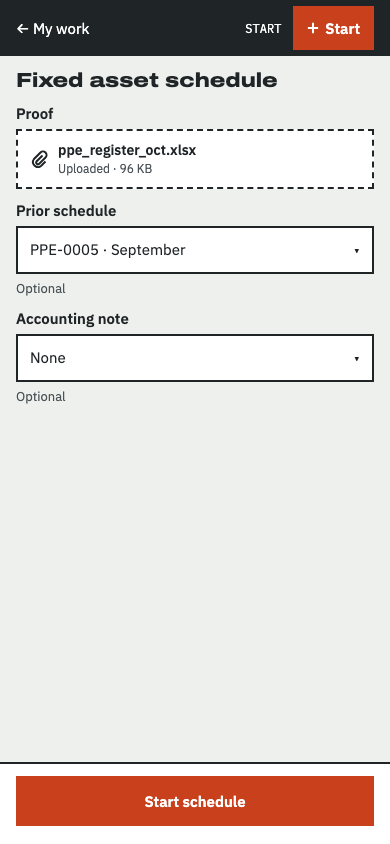 ← My work
START
+ Start
Fixed asset schedule
Proof
ppe_register_oct.xlsx
Uploaded · 96 KB
Prior schedule
PPE-0005 · September
Optional
Accounting note
None
Optional
Start schedule